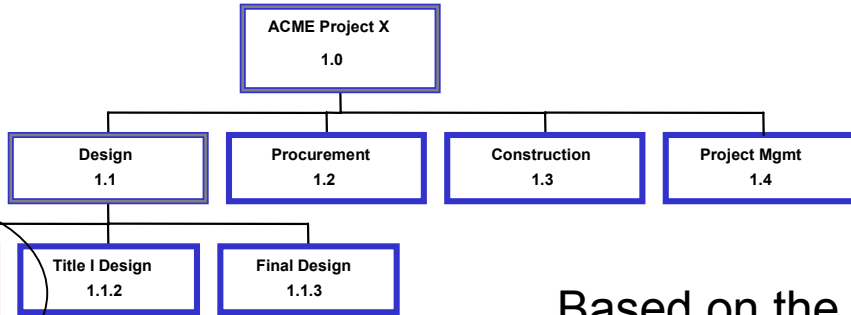 ACME Project X
1.0
Design
1.1
Procurement
1.2
Construction
1.3
Project Mgmt
1.4
Title I Design
1.1.2
Final Design
1.1.3
Based on the